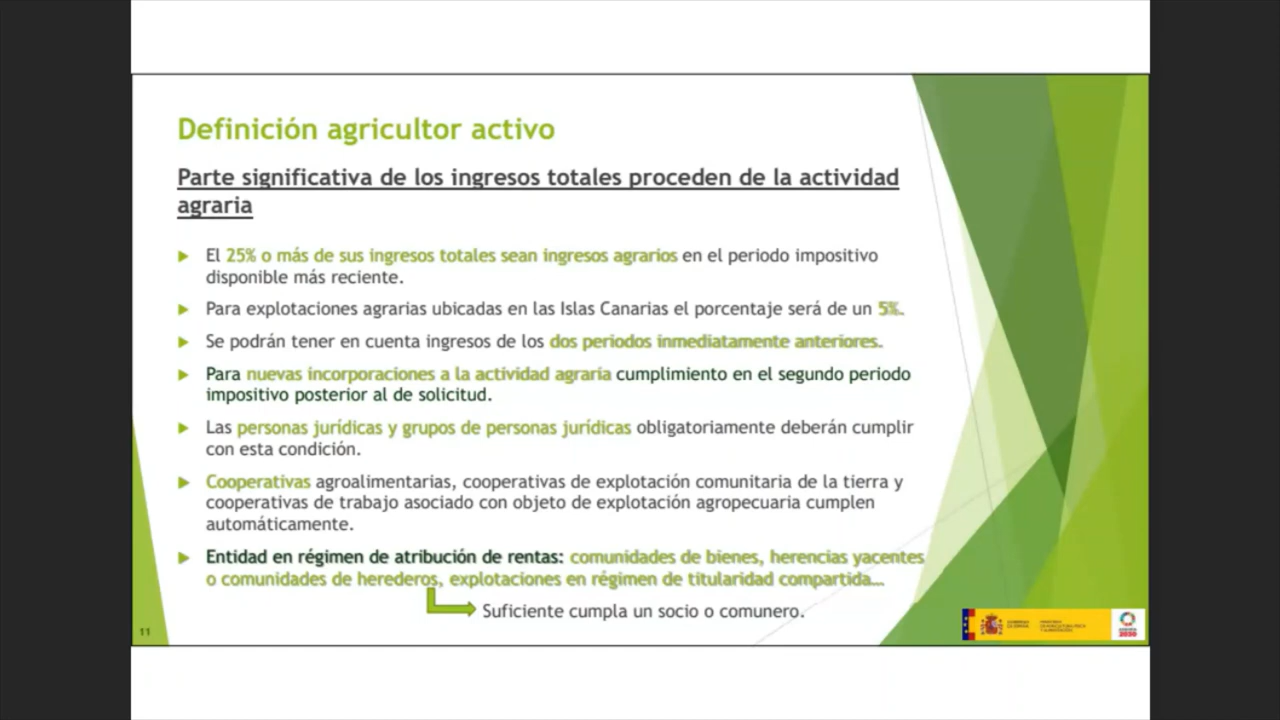 Definición agricultor activo
Parte significativa de los ingresos totales proceden de la actividad
agraria
El 25% o más de sus ingresos totales sean ingresos agrarios en el periodo impositivo
disponible más reciente.
Para explotaciones agrarias ubicadas en las Islas Canarias el porcentaje será de un 5%.
Se podrán tener en cuenta ingresos de los dos periodos inmediatamente anteriores.
Para nuevas incorporaciones a la actividad agraria cumplimiento en el segundo periodo
impositivo posterior al de solicitud.
Las personas jurídicas y grupos de personas jurídicas obligatoriamente deberán cumplir
con esta condición.
Cooperativas agroalimentarias, cooperativas de explotación comunitaria de la tierra y
cooperativas de trabajo asociado con objeto de explotación agropecuaria cumplen
automáticamente.
Entidad en régimen de atribución de rentas: comunidades de bienes, herencias yacentes
o comunidades de herederos, explotaciones en régimen de titularidad compartida…
Suficiente cumpla un socio o comunero.
11
2030